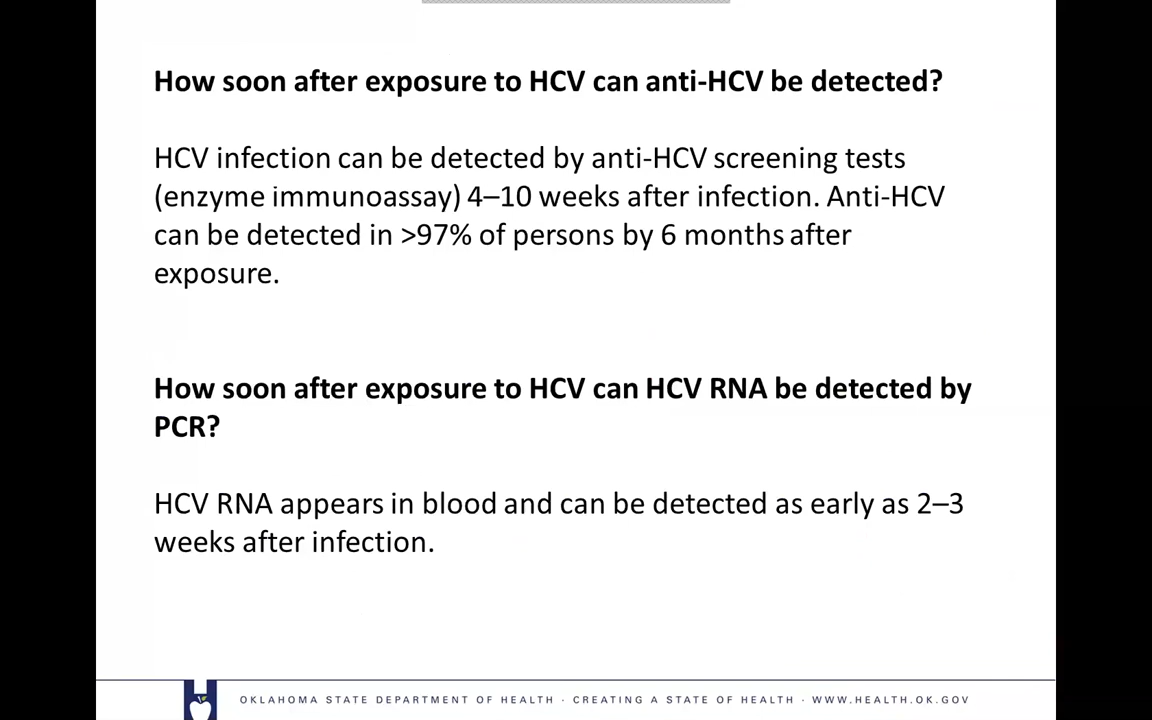 How soon after exposure to HCV can anti-HCV be detected?
HCV infection can be detected by anti-HCV screening tests
(enzyme immunoassay) 4–10 weeks after infection. Anti-HCV
can be detected in >97% of persons by 6 months after
exposure.
How soon after exposure to HCV can HCV RNA be detected by
PCR?
HCV RNA appears in blood and can be detected as early as 2–3
weeks after infection.
OKLAHOMA STATE DEPARTMENT OF HEALTH · CREATING A STATE OF HEALTH · WWW.HEALTH.OK.GOV